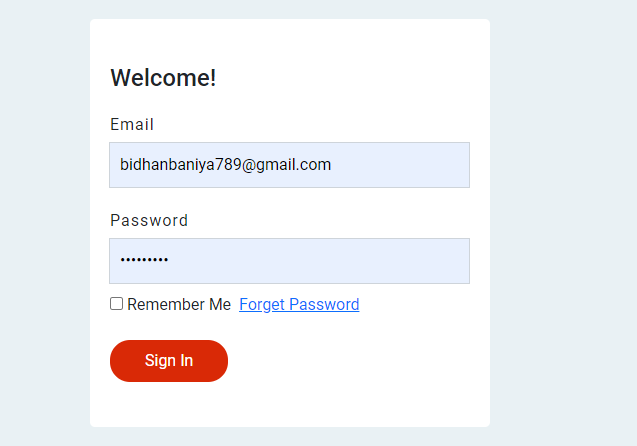 Welcome!
Email
bidhanbaniya789@gmail.com
Password
•••••••••
Remember Me Forget Password
Sign In